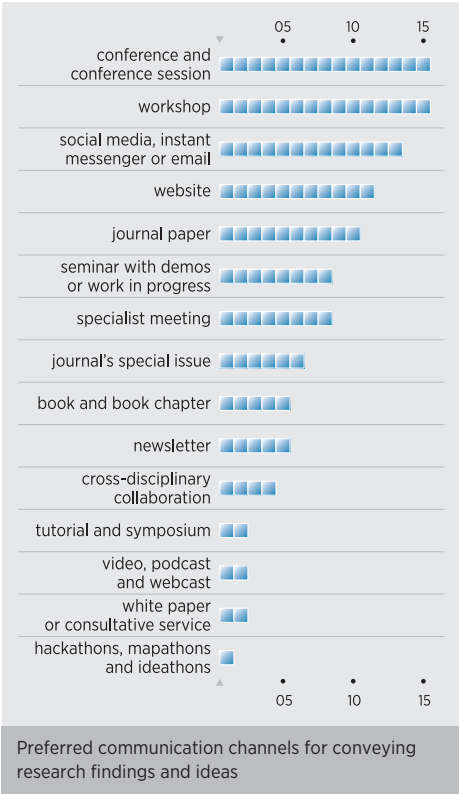 05 10 15
conference and
conference session
workshop
social media, instant
messenger or email
website
journal paper
seminar with demos
or work in progress
specialist meeting
journal's special issue
book and book chapter
newsletter
cross-disciplinary
collaboration
tutorial and symposium
video, podcast
and webcast
white paper
or consultative service
hackathons, mapathons
and ideathons
05 10 15
Preferred communication channels for conveying
research findings and ideas